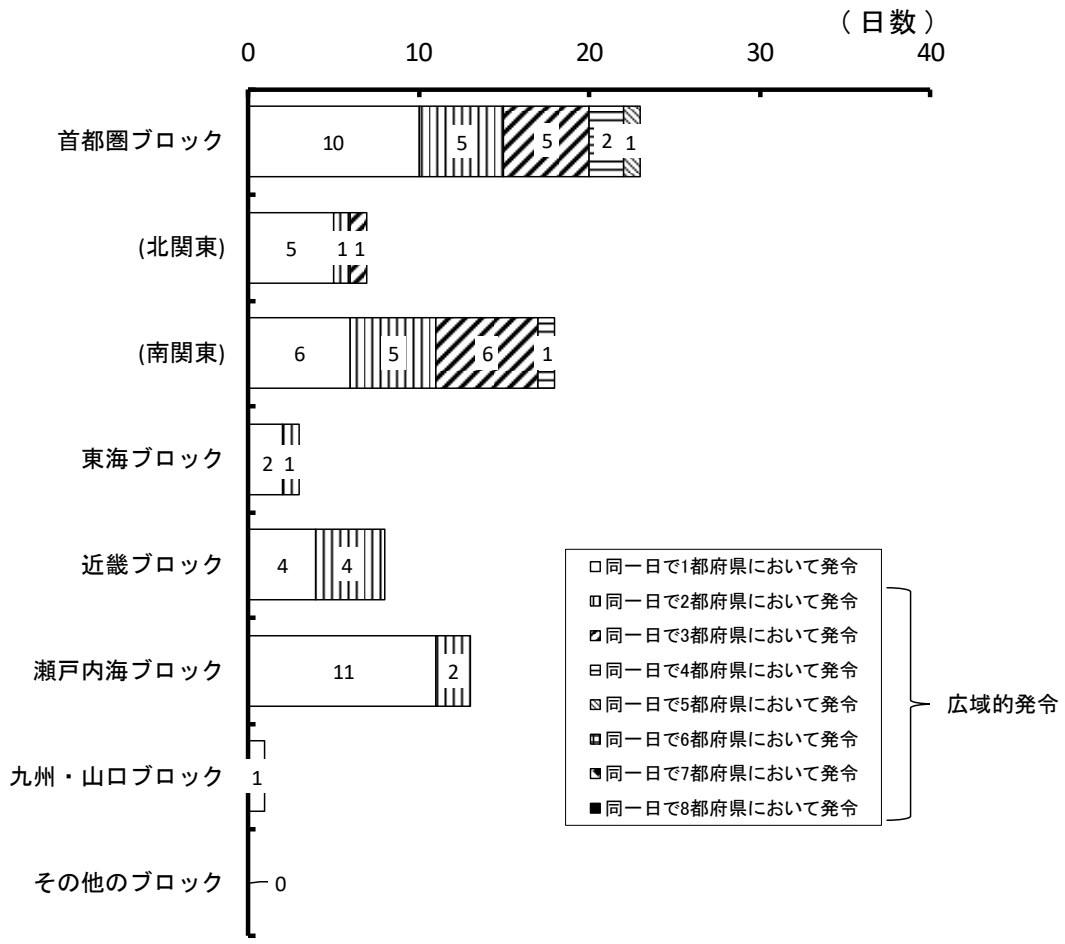 （日数）
0 10 20 30 40
首都圏ブロック 10 5 5 2 1
(北関東) 5 1 1
(南関東) 6 5 6 1
東海ブロック 2 1
近畿ブロック 4 4
瀬戸内海ブロック 11 2
九州・山口ブロック 1
その他のブロック 0
同一日で1都府県において発令
同一日で2都府県において発令
同一日で3都府県において発令
同一日で4都府県において発令
同一日で5都府県において発令
同一日で6都府県において発令
同一日で7都府県において発令
同一日で8都府県において発令
広域的発令